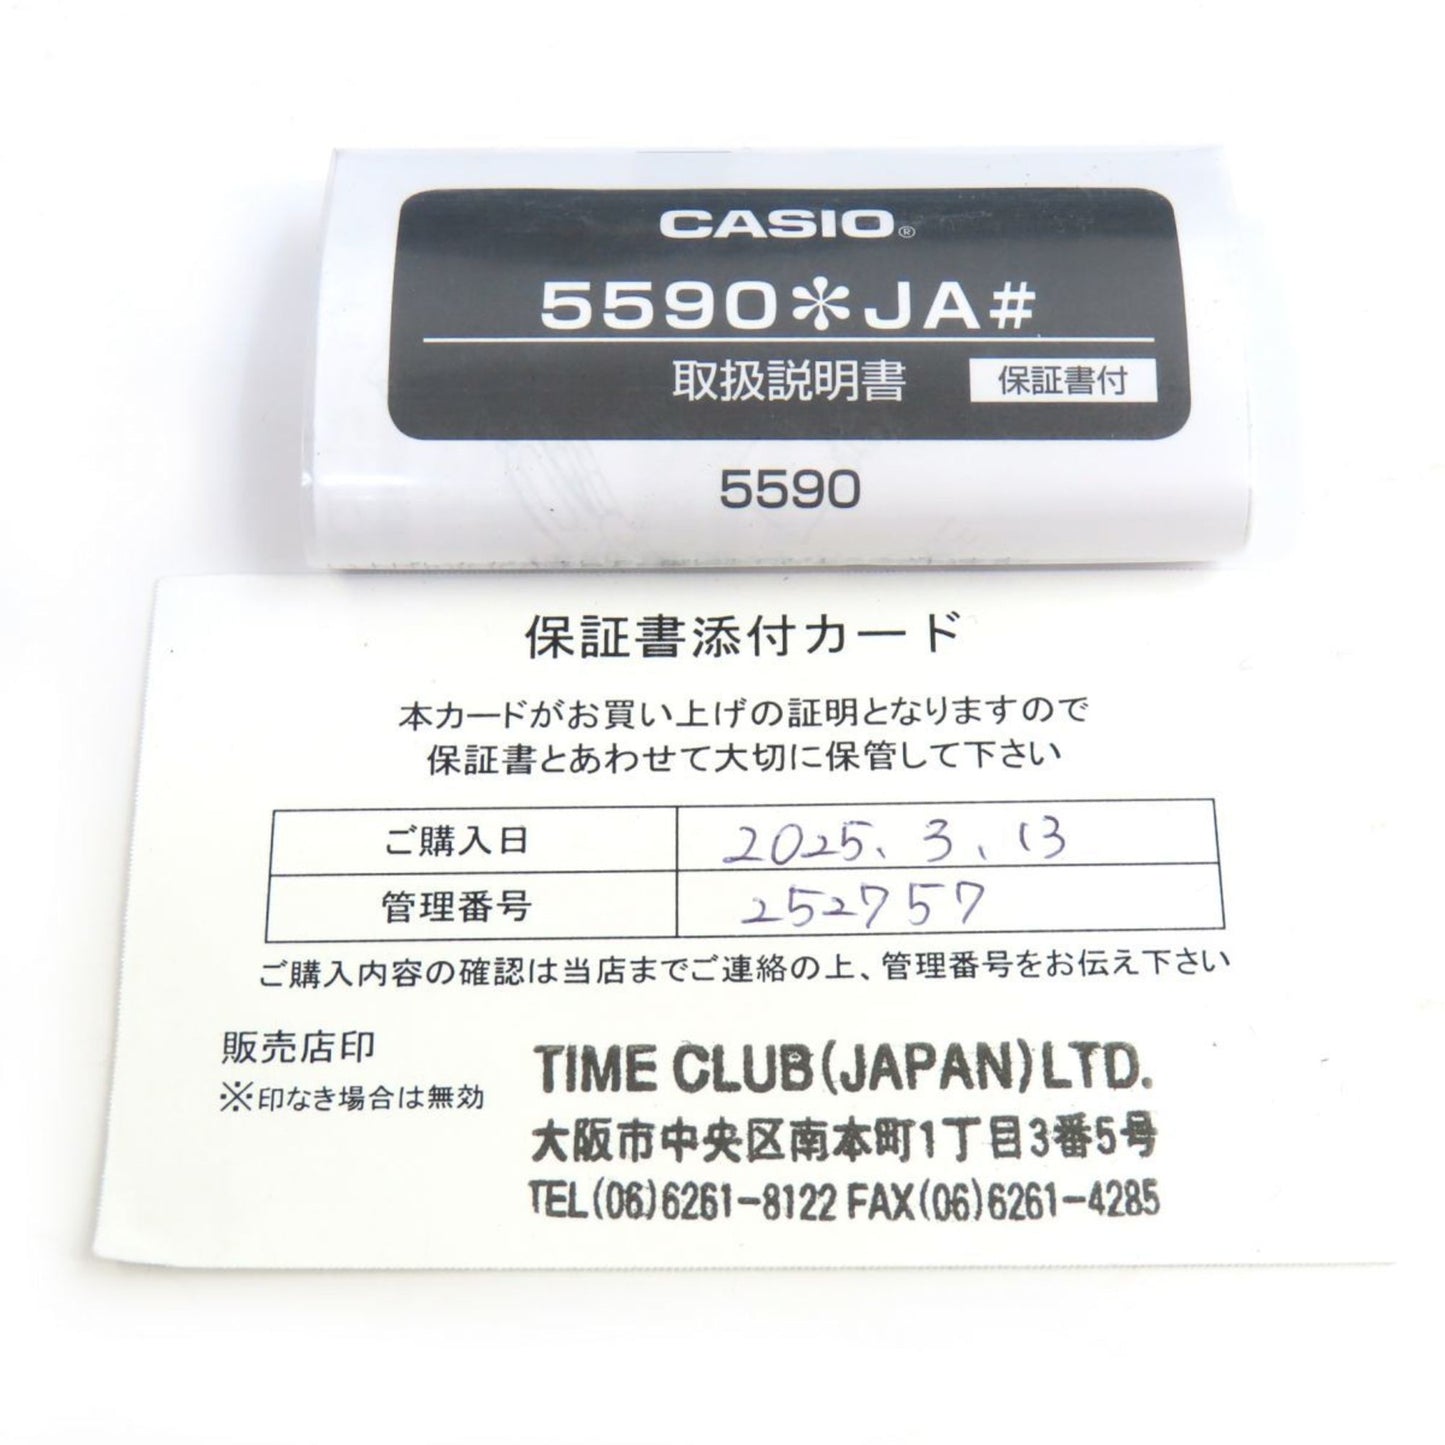 CASIO®
5590＊JA#
取扱説明書 保証書付
5590
保証書添付カード
本カードがお買い上げの証明となりますので
保証書とあわせて大切に保管して下さい
ご購入日 2025. 3. 13
管理番号 252757
ご購入内容の確認は当店までご連絡の上、管理番号をお伝え下さい
販売店印
※印なき場合は無効
TIME CLUB(JAPAN)LTD.
大阪市中央区南本町1丁目3番5号
TEL(06)6261-8122 FAX(06)6261-4285